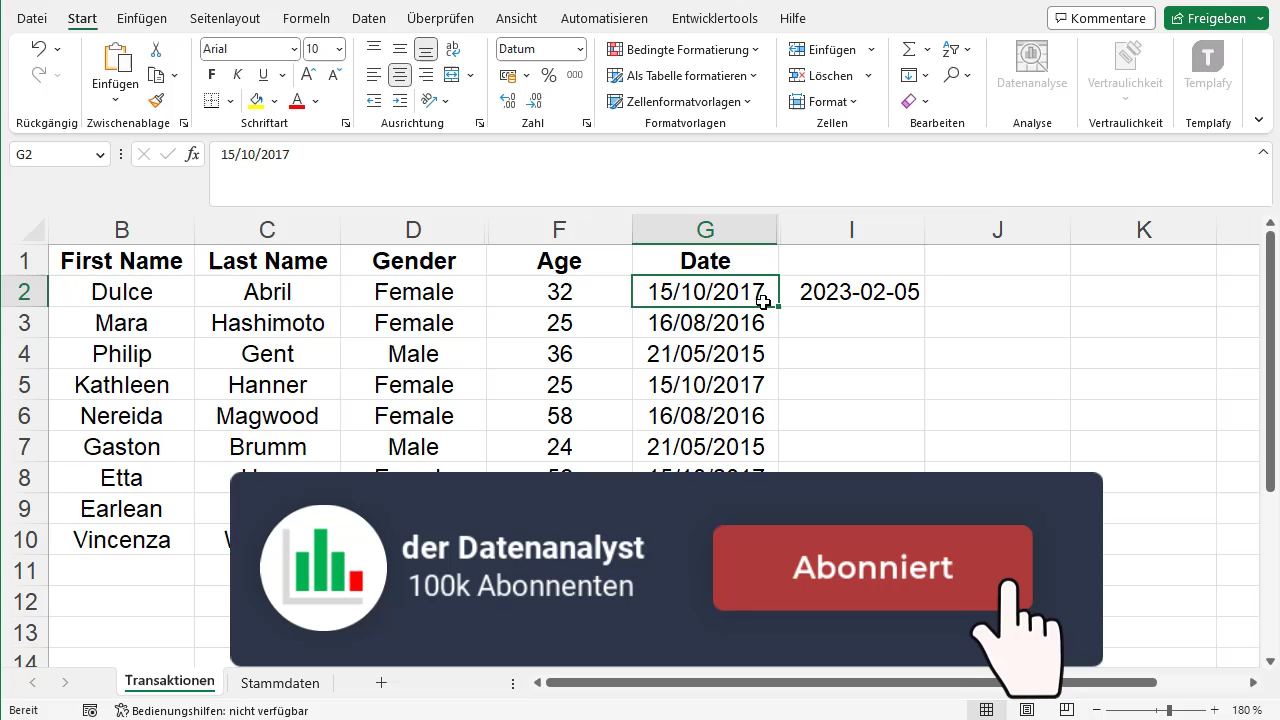 Datei Start Einfügen Seitenlayout Formeln Daten Überprüfen Ansicht Automatisieren Entwicklertools Hilfe Kommentare Freigeben
Arial 10 Datum Bedingte Formatierung Einfügen
Einfügen F K U Als Tabelle formatieren Löschen Datenanalyse Vertraulichkeit Templafy
Zellenformatvorlagen Format
Rückgängig Zwischenablage Schriftart Ausrichtung Zahl Formatvorlagen Zellen Bearbeiten Analyse Vertraulichkeit Templafy
G2 fx 15/10/2017
B C D F G I J K
1 First Name Last Name Gender Age Date
2 Dulce Abril Female 32 15/10/2017 2023-02-05
3 Mara Hashimoto Female 25 16/08/2016
4 Philip Gent Male 36 21/05/2015
5 Kathleen Hanner Female 25 15/10/2017
6 Nereida Magwood Female 58 16/08/2016
7 Gaston Brumm Male 24 21/05/2015
8 Etta
9 Earlean
10 Vincenza
11
12
13
14
der Datenanalyst
100k Abonnenten
Abonniert
Transaktionen Stammdaten
Bereit Bedienungshilfen: nicht verfügbar 180 %